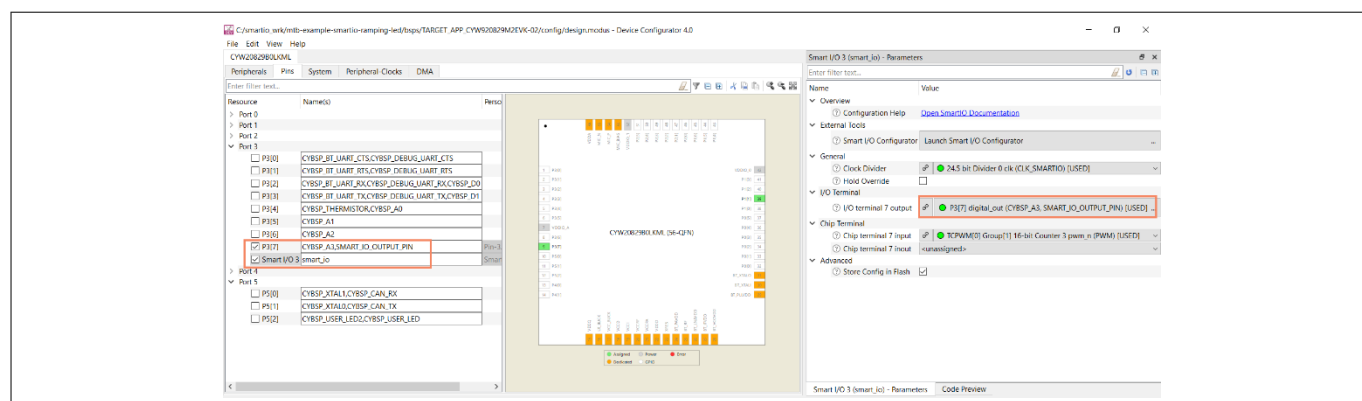 C:/smartio_wrk/mtb-example-smartio-ramping-led/bsps/TARGET_APP_CYW920829M2EVK-02/config/design.modus - Device Configurator 4.0
File Edit View Help
CYW20829B0LKML
Peripherals Pins System Peripheral-Clocks DMA
Enter filter text...
Resource Name(s) Perso
Port 0
Port 1
Port 2
Port 3
P3[0] CYBSP_BT_UART_CTS,CYBSP_DEBUG_UART_CTS
P3[1] CYBSP_BT_UART_RTS,CYBSP_DEBUG_UART_RTS
P3[2] CYBSP_BT_UART_RX,CYBSP_DEBUG_UART_RX,CYBSP_D0
P3[3] CYBSP_BT_UART_TX,CYBSP_DEBUG_UART_TX,CYBSP_D1
P3[4] CYBSP_THERMISTOR,CYBSP_A0
P3[5] CYBSP_A1
P3[6] CYBSP_A2
P3[7] CYBSP_A3,SMART_IO_OUTPUT_PIN Pin-3.
Smart I/O 3 smart_io Smar
Port 4
Port 5
P5[0] CYBSP_XTAL1,CYBSP_CAN_RX
P5[1] CYBSP_XTAL0,CYBSP_CAN_TX
P5[2] CYBSP_USER_LED2,CYBSP_USER_LED
CYW20829B0LKML (56-QFN)
Assigned Power Error
Dedicated GPIO
Smart I/O 3 (smart_io) - Parameters
Enter filter text...
Name Value
Overview
Configuration Help Open SmartIO Documentation
External Tools
Smart I/O Configurator Launch Smart I/O Configurator ...
General
Clock Divider 24.5 bit Divider 0 clk (CLK_SMARTIO) [USED]
Hold Override
I/O Terminal
I/O terminal 7 output P3[7] digital_out (CYBSP_A3, SMART_IO_OUTPUT_PIN) [USED] ...
Chip Terminal
Chip terminal 7 input TCPWM[0] Group[1] 16-bit Counter 3 pwm_n (PWM) [USED]
Chip terminal 7 input <unassigned>
Advanced
Store Config in Flash
Smart I/O 3 (smart_io) - Parameters Code Preview